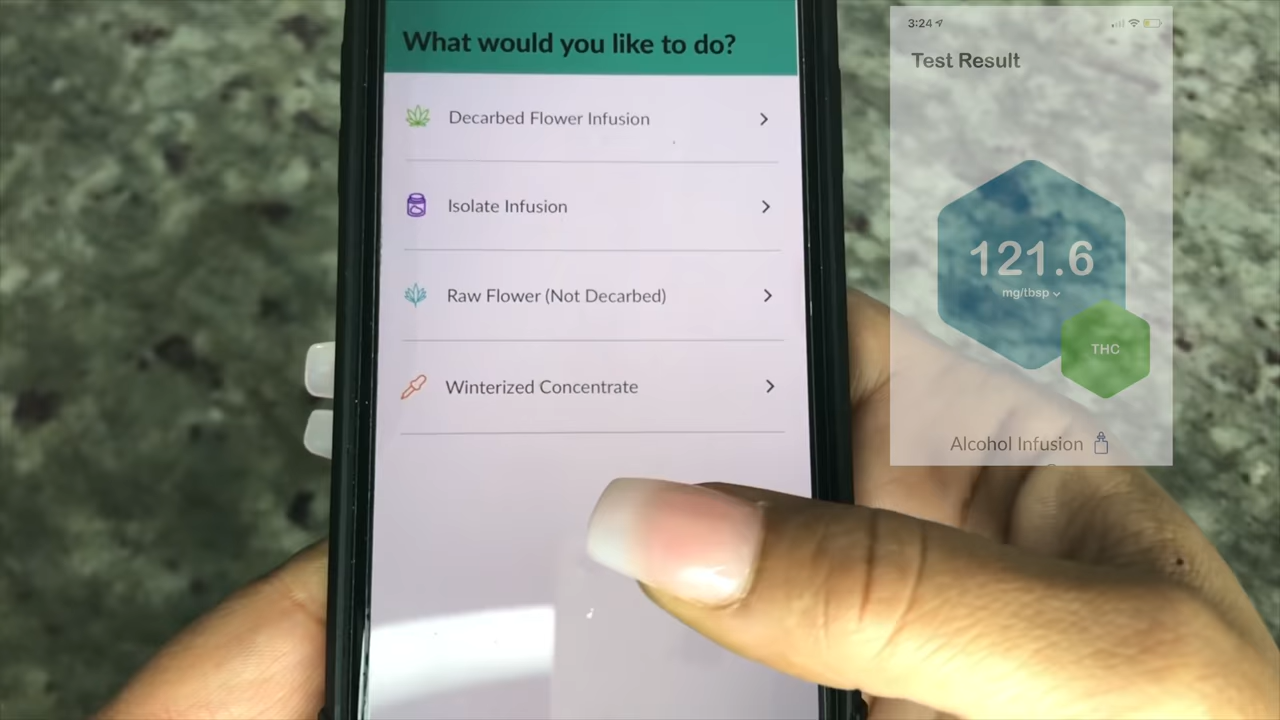 What would you like to do?
Decarbed Flower Infusion
Isolate Infusion
Raw Flower (Not Decarbed)
Winterized Concentrate
3:24
Test Result
121.6
mg/tbsp
THC
Alcohol Infusion